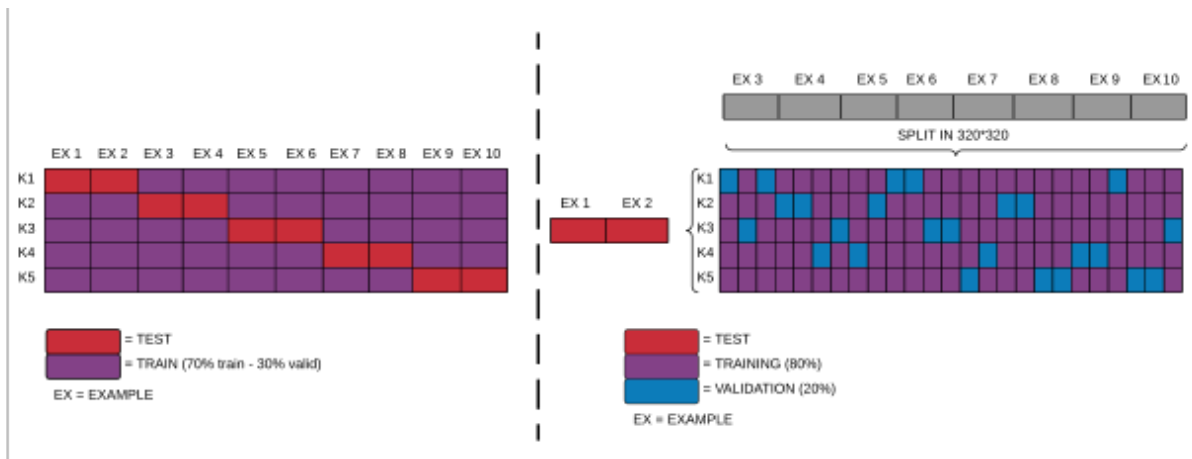 EX 1 EX 2 EX 3 EX 4 EX 5 EX 6 EX 7 EX 8 EX 9 EX 10
K1
K2
K3
K4
K5
= TEST
= TRAIN (70% train - 30% valid)
EX = EXAMPLE
EX 3 EX 4 EX 5 EX 6 EX 7 EX 8 EX 9 EX10
SPLIT IN 320*320
EX 1 EX 2
K1
K2
K3
K4
K5
= TEST
= TRAINING (80%)
= VALIDATION (20%)
EX = EXAMPLE